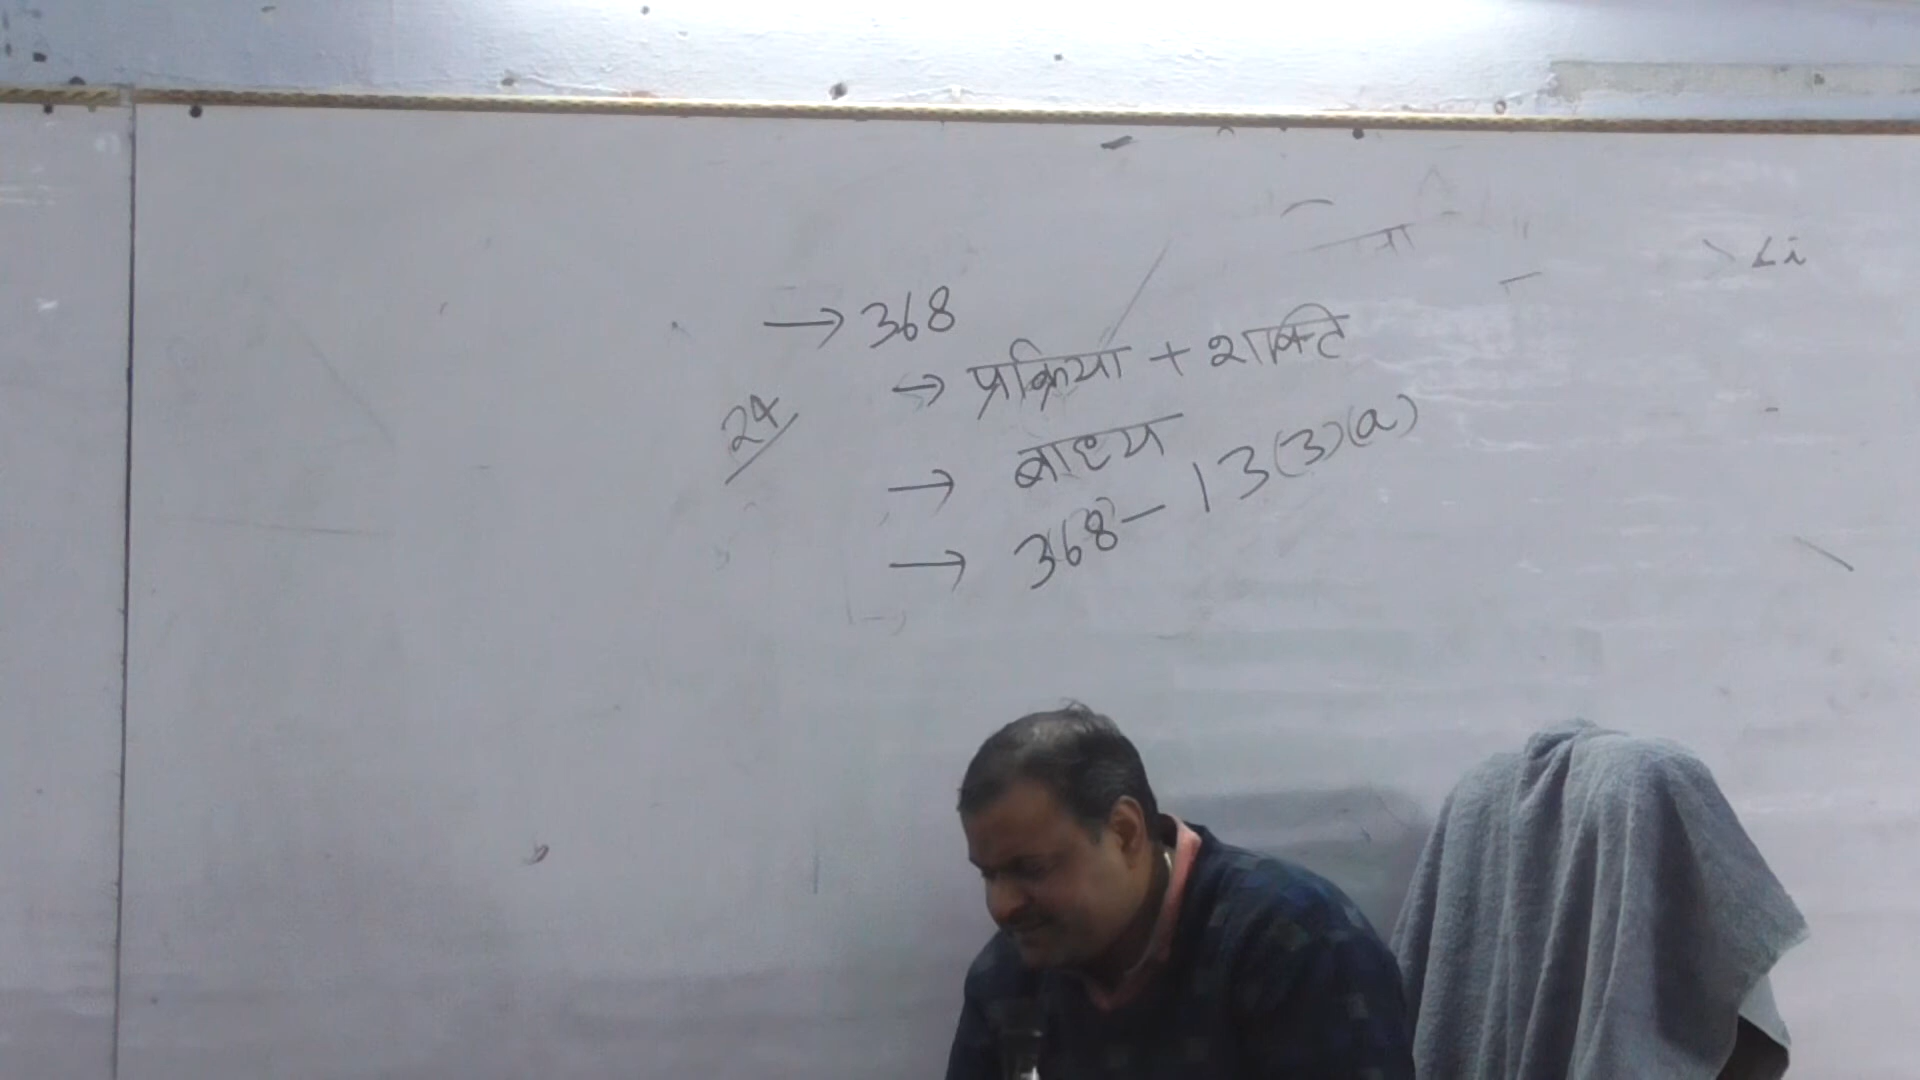 → 368
→ प्रक्रिया + शक्ति
24
→ बाध्य
→ 368 - 13(3)(a)